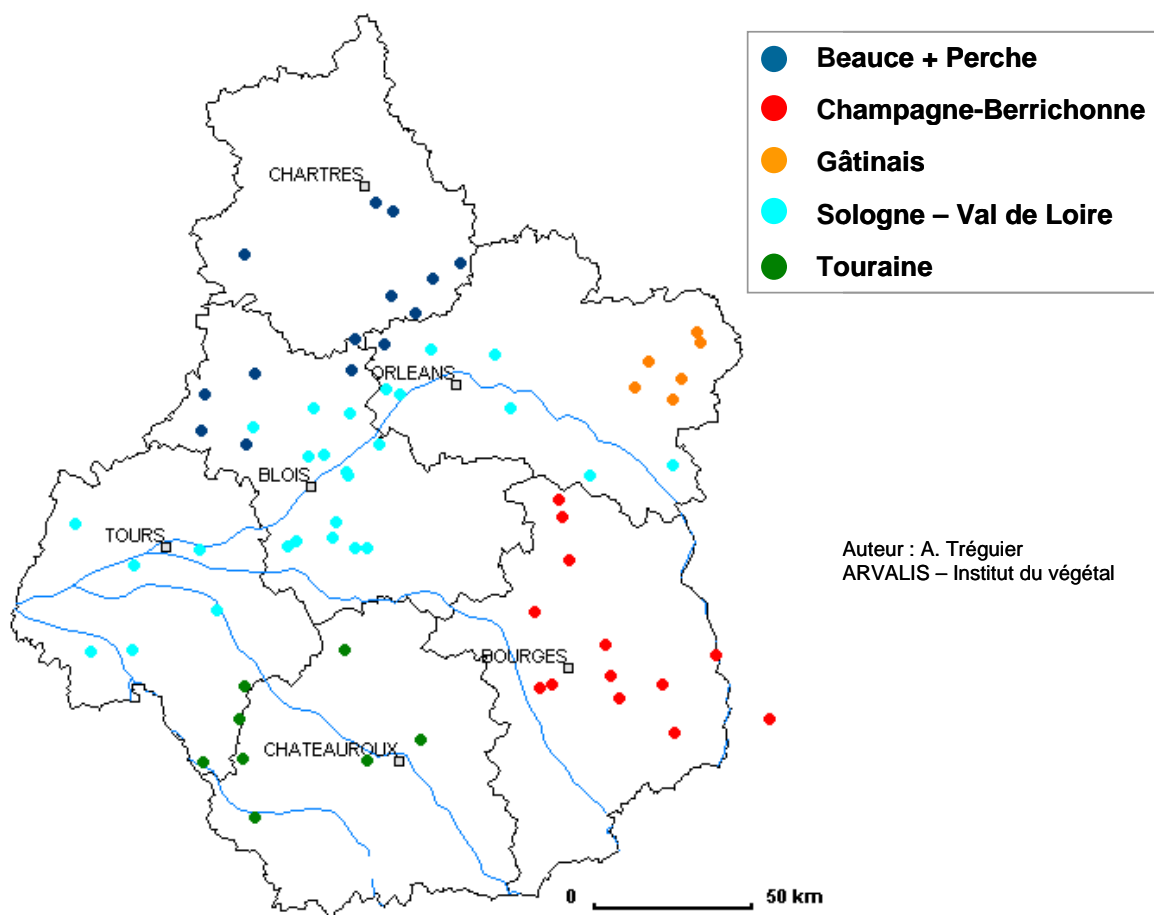 Beauce + Perche
Champagne-Berrichonne
Gâtinais
Sologne – Val de Loire
Touraine
CHARTRES
ORLEANS
BLOIS
TOURS
Auteur : A. Tréguier
ARVALIS – Institut du végétal
BOURGES
CHATEAUROUX
0 50 km